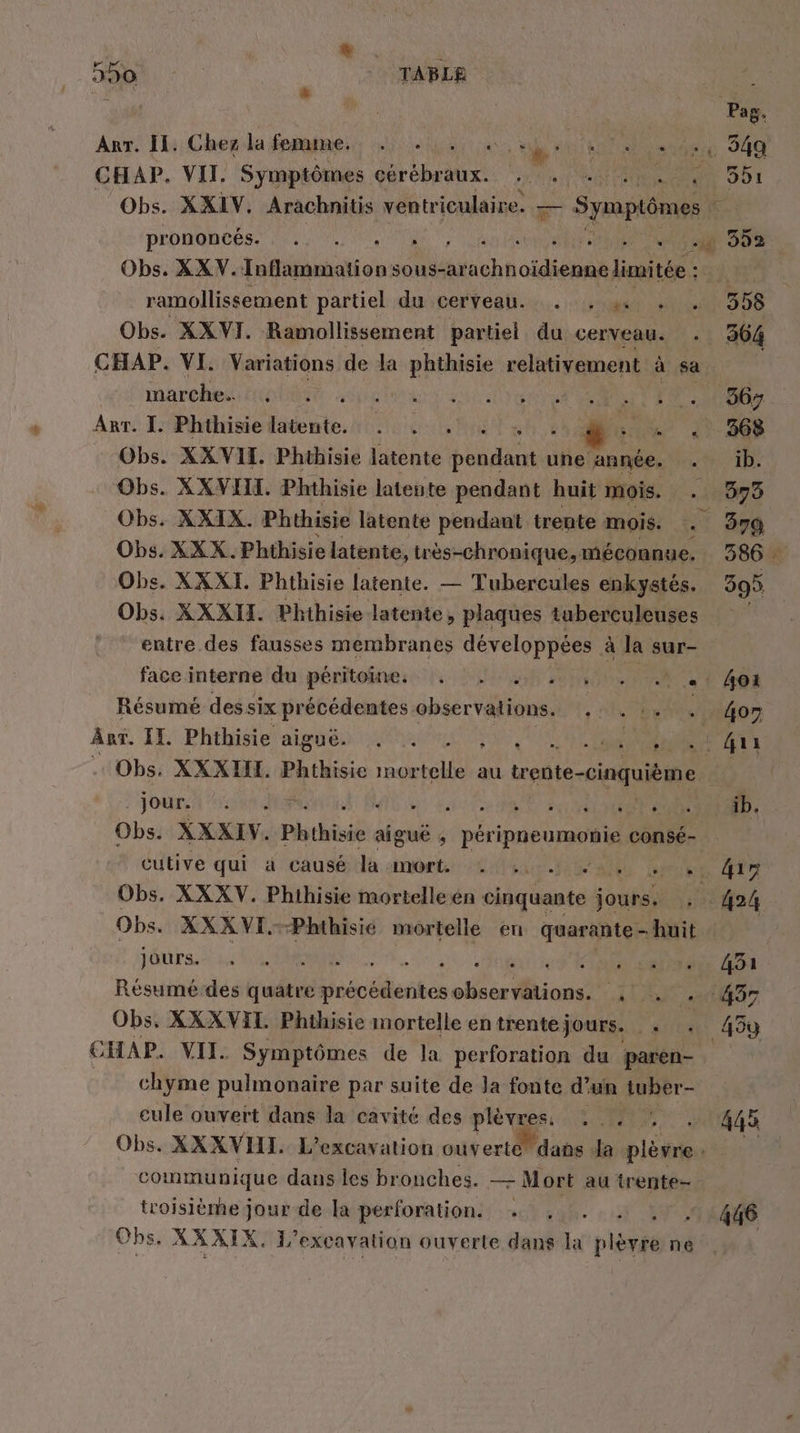 550 TABLE
Pag.
ART. II. Chez la femme. . . . . . . . . 349
CHAP. VII. Symptômes cérébraux. . . . . . 351
Obs. XXIV. Arachnitis ventriculaire. — Symptômes
prononcés. . . . . . . . . . . 352
Obs. XXV. Inflammation sous-arachnoïdienne limitée :
ramollissement partiel du cerveau. . . . . . 358
Obs. XXVI. Ramollissement partiel du cerveau. . 364
CHAP. VI. Variations de la phthisie relativement à sa
marche. . . . . . . . . . . 367
ART. I. Phthisie latente. . . . . . . . . 368
Obs. XXVII. Phthisie latente pendant une année. . ib.
Obs. XXVIII. Phthisie latente pendant huit mois. . 373
Obs. XXIX. Phthisie latente pendant trente mois. . 379
Obs. XXX. Phthisie latente, très-chronique, méconnue. 386
Obs. XXXI. Phthisie latente. — Tubercules enkystés. 395
Obs. XXXII. Phthisie latente, plaques tuberculeuses
entre des fausses membranes développées à la sur-
face interne du péritoine. . . . . . . . 401
Résumé des six précédentes observations. . . . . 407
ART. II. Phthisie aiguë. . . . . . . . . 411
Obs. XXXIII. Phthisie mortelle au trente-cinquième
jour. . . . . . . . . . . . ib.
Obs. XXXIV. Phthisie aiguë, péripneumonie consé-
cutive qui a causé la mort. . . . . . . 417
Obs. XXXV. Phthisie mortelle en cinquante jours. . 424
Obs. XXXVI. Phthisie mortelle en quarante-huit
jours. . . . . . . . . . . 431
Résumé des quatre précédentes observations. . . . 437
Obs. XXXVII. Phthisie mortelle en trente jours. . . 439
CHAP. VII. Symptômes de la perforation du paren-
chyme pulmonaire par suite de la fonte d'un tuber-
cule ouvert dans la cavité des plèvres. . . . . 445
Obs. XXXVIII. L'excavation ouverte dans la plèvre
communique dans les bronches. — Mort au trente-
troisième jour de la perforation. . . . . . 446
Obs. XXXIX. L'excavation ouverte dans la plèvre ne